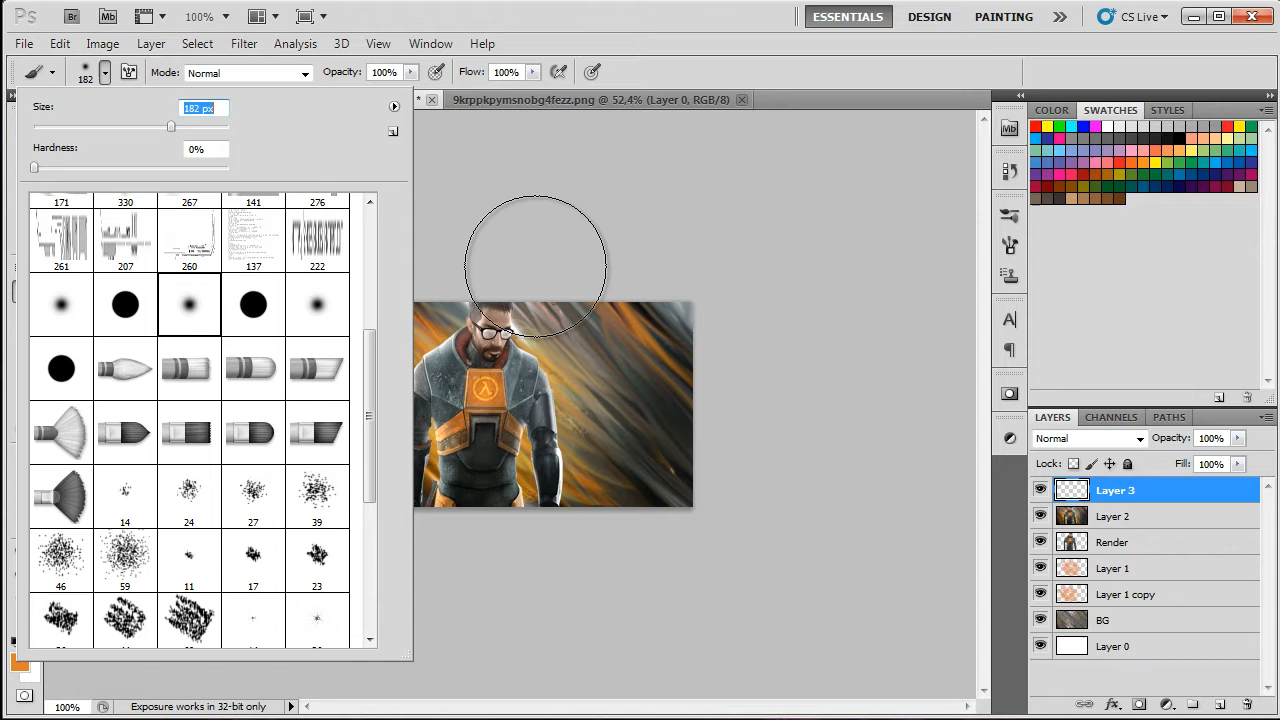 Ps Br Mb 100% ESSENTIALS DESIGN PAINTING CS Live
File Edit Image Layer Select Filter Analysis 3D View Window Help
182 Mode: Normal Opacity: 100% Flow: 100%
Size: 182 px
* 9krppkpymsnobg4fezz.png @ 52,4% (Layer 0, RGB/8)
COLOR SWATCHES STYLES
Mb
Hardness: 0%
171 330 267 141 276
261 207 260 137 222
14 24 27 39
46 59 11 17 23
A
LAYERS CHANNELS PATHS
Normal Opacity: 100%
Lock: Fill: 100%
Layer 3
Layer 2
Render
Layer 1
Layer 1 copy
BG
Layer 0
100% Exposure works in 32-bit only